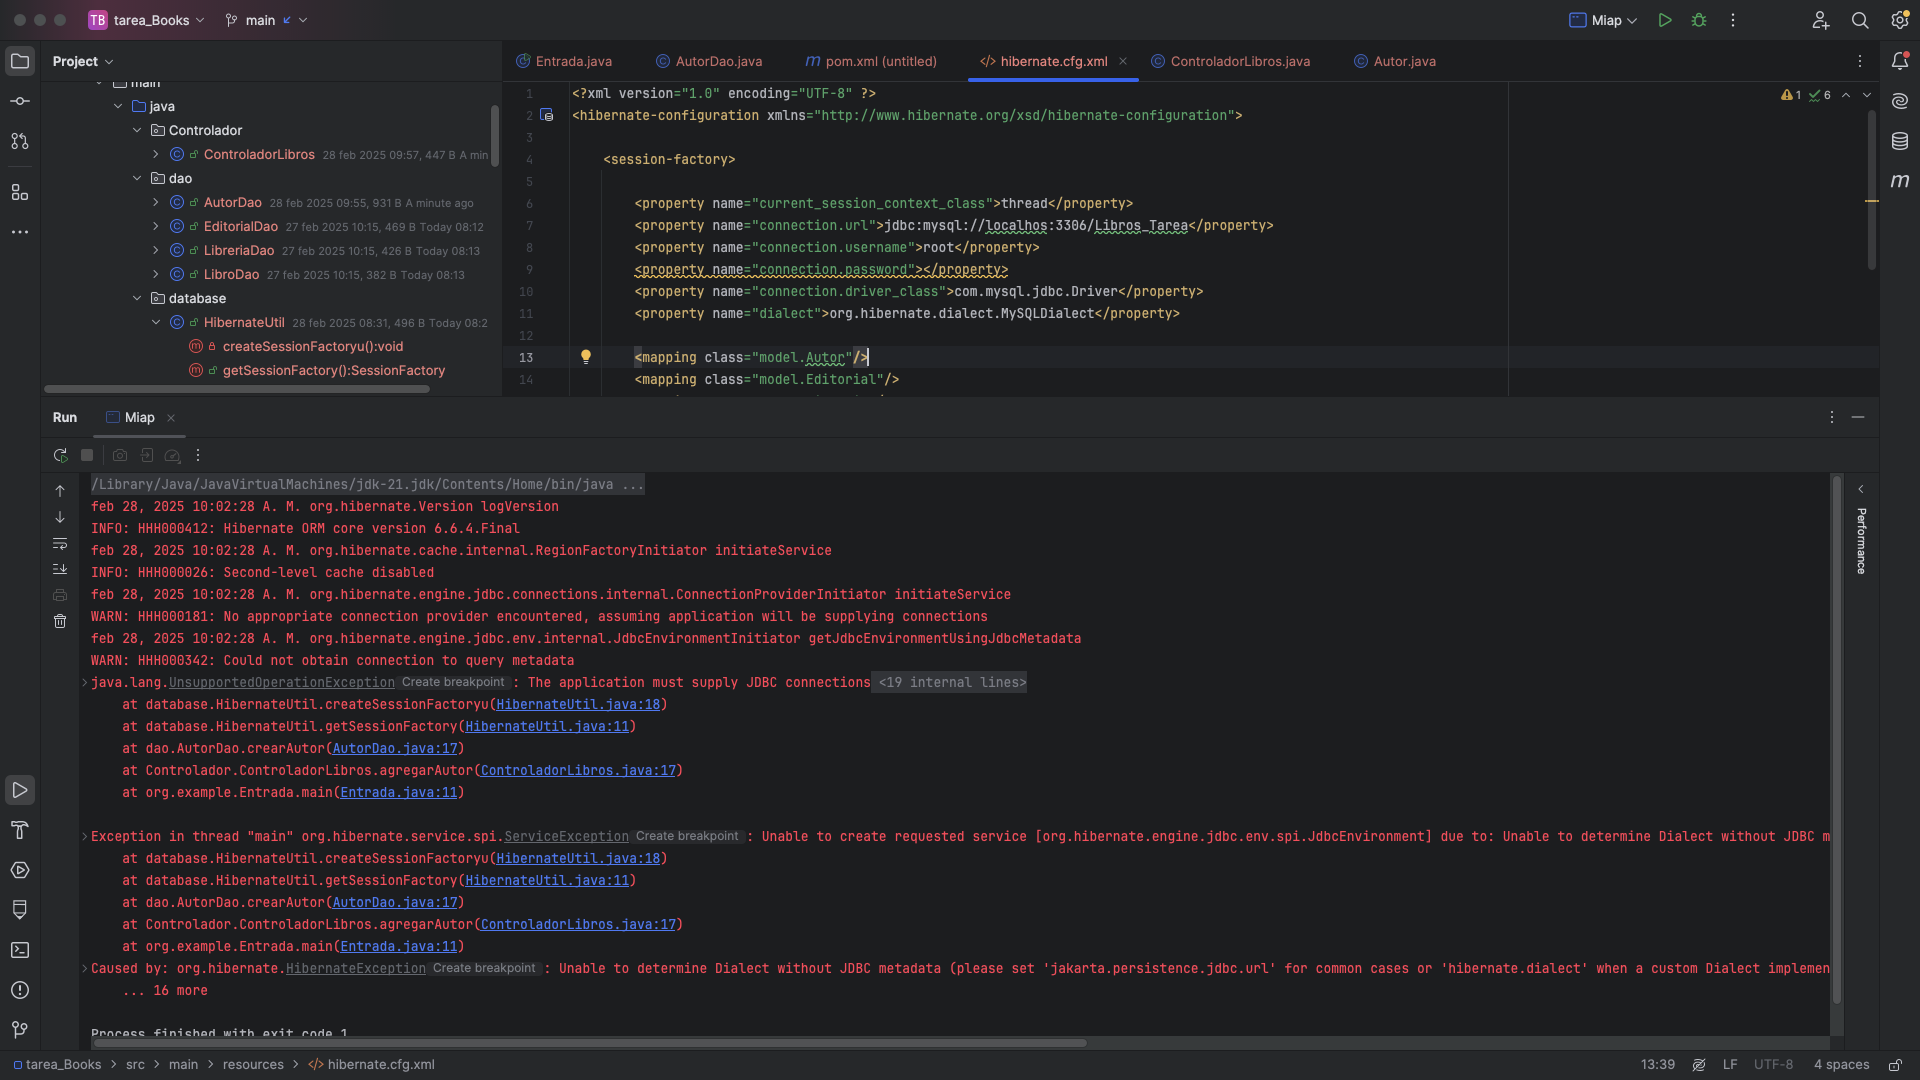 TB tarea_Books main
Miap
Project
Entrada.java AutorDao.java pom.xml (untitled) hibernate.cfg.xml ControladorLibros.java Autor.java
main
java
Controlador
ControladorLibros 28 feb 2025 09:57, 447 B A min
dao
AutorDao 28 feb 2025 09:55, 931 B A minute ago
EditorialDao 27 feb 2025 10:15, 469 B Today 08:12
LibreriaDao 27 feb 2025 10:15, 426 B Today 08:13
LibroDao 27 feb 2025 10:15, 382 B Today 08:13
database
HibernateUtil 28 feb 2025 08:31, 496 B Today 08:2
createSessionFactoryu():void
getSessionFactory():SessionFactory
1 6
1 <?xml version="1.0" encoding="UTF-8" ?>
2 <hibernate-configuration xmlns="http://www.hibernate.org/xsd/hibernate-configuration">
3
4 <session-factory>
5
6 <property name="current_session_context_class">thread</property>
7 <property name="connection.url">jdbc:mysql://localhos:3306/Libros_Tarea</property>
8 <property name="connection.username">root</property>
9 <property name="connection.password"></property>
10 <property name="connection.driver_class">com.mysql.jdbc.Driver</property>
11 <property name="dialect">org.hibernate.dialect.MySQLDialect</property>
12
13 <mapping class="model.Autor"/>
14 <mapping class="model.Editorial"/>
Run Miap
/Library/Java/JavaVirtualMachines/jdk-21.jdk/Contents/Home/bin/java ...
feb 28, 2025 10:02:28 A. M. org.hibernate.Version logVersion
INFO: HHH000412: Hibernate ORM core version 6.6.4.Final
feb 28, 2025 10:02:28 A. M. org.hibernate.cache.internal.RegionFactoryInitiator initiateService
INFO: HHH000026: Second-level cache disabled
feb 28, 2025 10:02:28 A. M. org.hibernate.engine.jdbc.connections.internal.ConnectionProviderInitiator initiateService
WARN: HHH000181: No appropriate connection provider encountered, assuming application will be supplying connections
feb 28, 2025 10:02:28 A. M. org.hibernate.engine.jdbc.env.internal.JdbcEnvironmentInitiator getJdbcEnvironmentUsingJdbcMetadata
WARN: HHH000342: Could not obtain connection to query metadata
java.lang.UnsupportedOperationException Create breakpoint : The application must supply JDBC connections <19 internal lines>
at database.HibernateUtil.createSessionFactoryu(HibernateUtil.java:18)
at database.HibernateUtil.getSessionFactory(HibernateUtil.java:11)
at dao.AutorDao.crearAutor(AutorDao.java:17)
at Controlador.ControladorLibros.agregarAutor(ControladorLibros.java:17)
at org.example.Entrada.main(Entrada.java:11)
Exception in thread "main" org.hibernate.service.spi.ServiceException Create breakpoint : Unable to create requested service [org.hibernate.engine.jdbc.env.spi.JdbcEnvironment] due to: Unable to determine Dialect without JDBC m
at database.HibernateUtil.createSessionFactoryu(HibernateUtil.java:18)
at database.HibernateUtil.getSessionFactory(HibernateUtil.java:11)
at dao.AutorDao.crearAutor(AutorDao.java:17)
at Controlador.ControladorLibros.agregarAutor(ControladorLibros.java:17)
at org.example.Entrada.main(Entrada.java:11)
Caused by: org.hibernate.HibernateException Create breakpoint : Unable to determine Dialect without JDBC metadata (please set 'jakarta.persistence.jdbc.url' for common cases or 'hibernate.dialect' when a custom Dialect implemen
... 16 more
Process finished with exit code 1
Performance
tarea_Books > src > main > resources > hibernate.cfg.xml
13:39 LF UTF-8 4 spaces